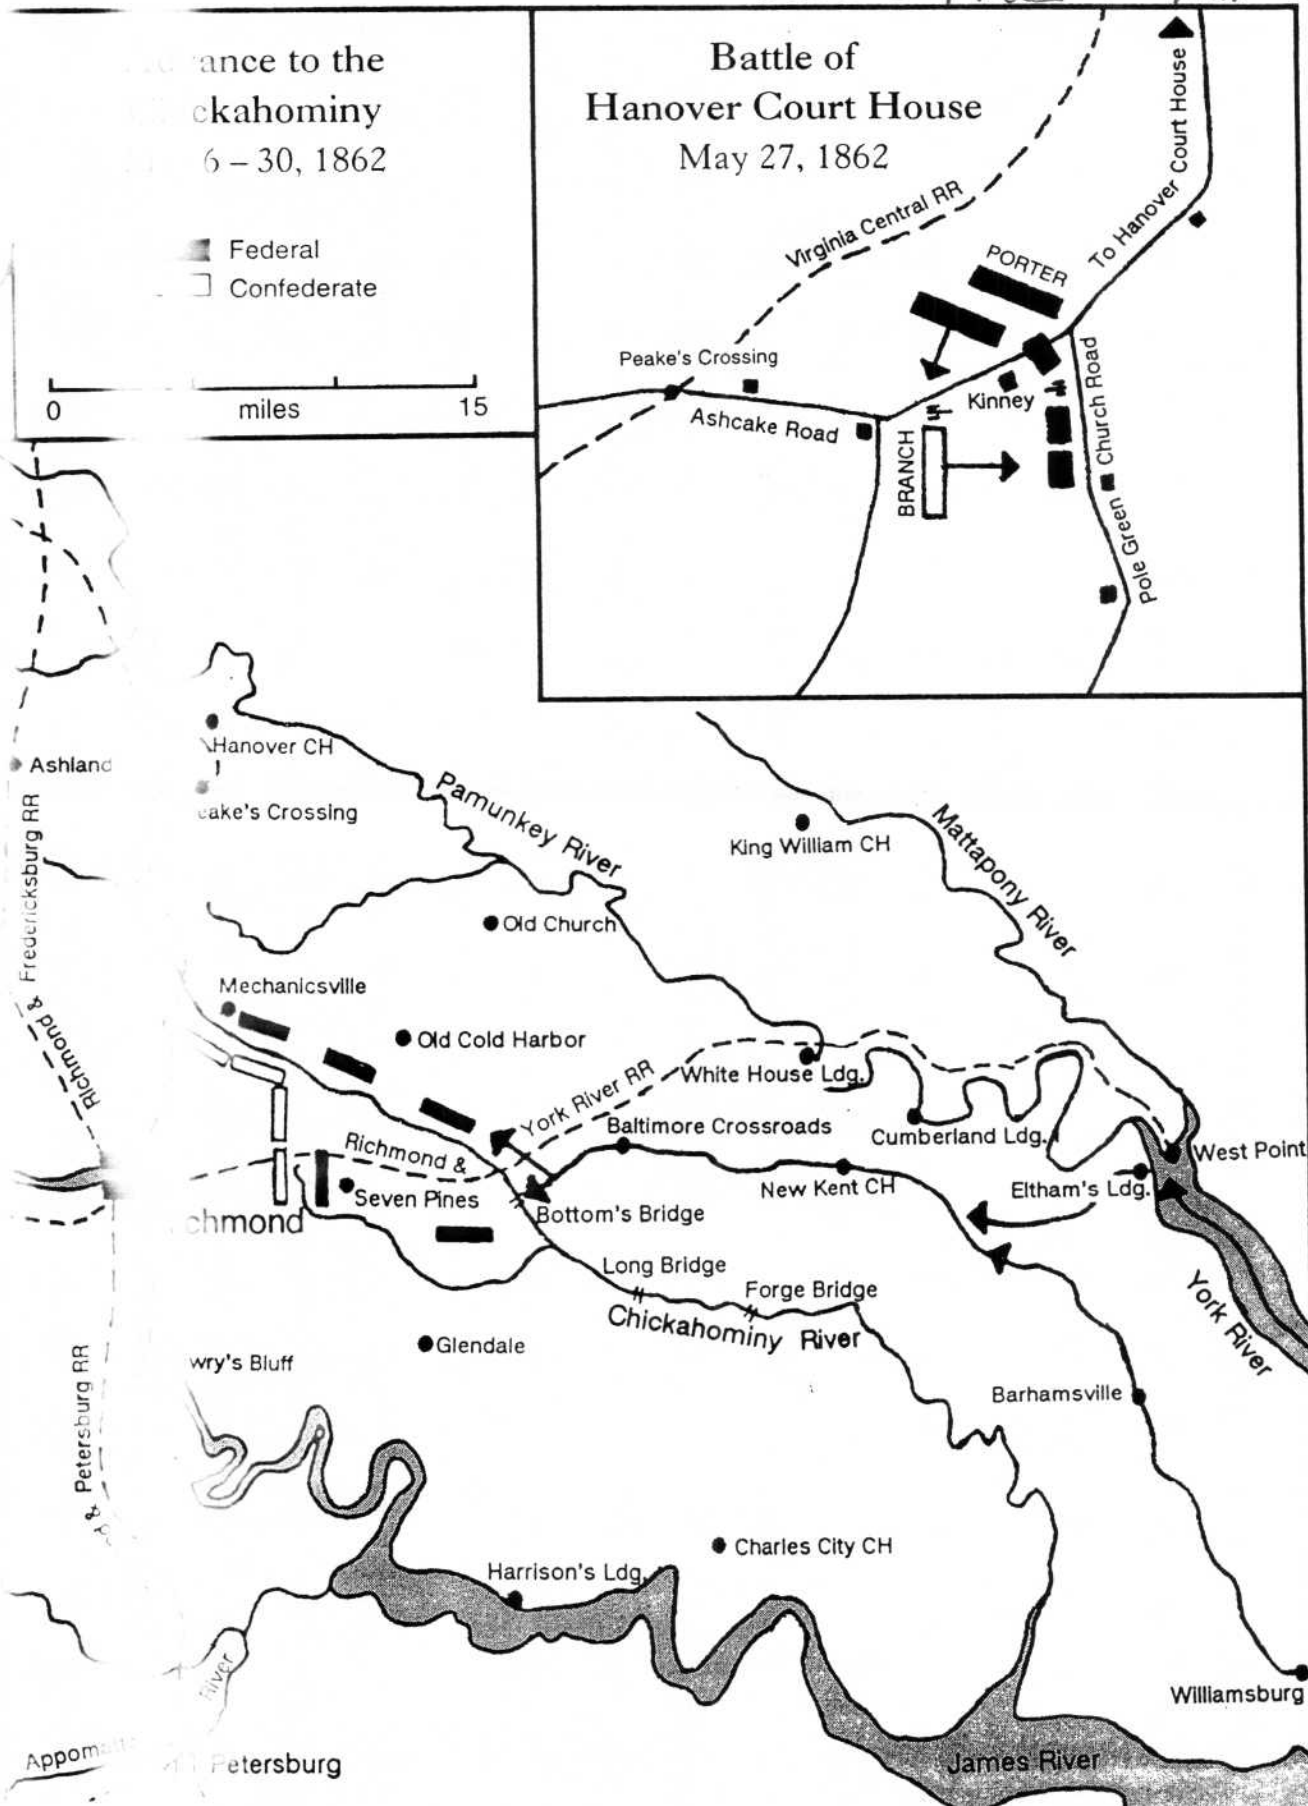 ance to the
ckahominy
6 – 30, 1862
Federal
Confederate
0 miles 15
Battle of
Hanover Court House
May 27, 1862
Virginia Central RR
To Hanover Court House
PORTER
Peake's Crossing
Ashcake Road
Kinney
BRANCH
Pole Green Church Road
Hanover CH
Ashland
eake's Crossing
Pamunkey River
King William CH
Mattapony River
Richmond & Fredericksburg RR
Old Church
Mechanicsville
Old Cold Harbor
White House Ldg.
Richmond & York River RR
Baltimore Crossroads
Cumberland Ldg.
West Point
New Kent CH
Eltham's Ldg.
Seven Pines
chmond
Bottom's Bridge
Long Bridge
Forge Bridge
Chickahominy River
York River
Glendale
wry's Bluff
Barhamsville
d & Petersburg RR
Charles City CH
Harrison's Ldg.
River
Williamsburg
Appomatt
Petersburg
James River